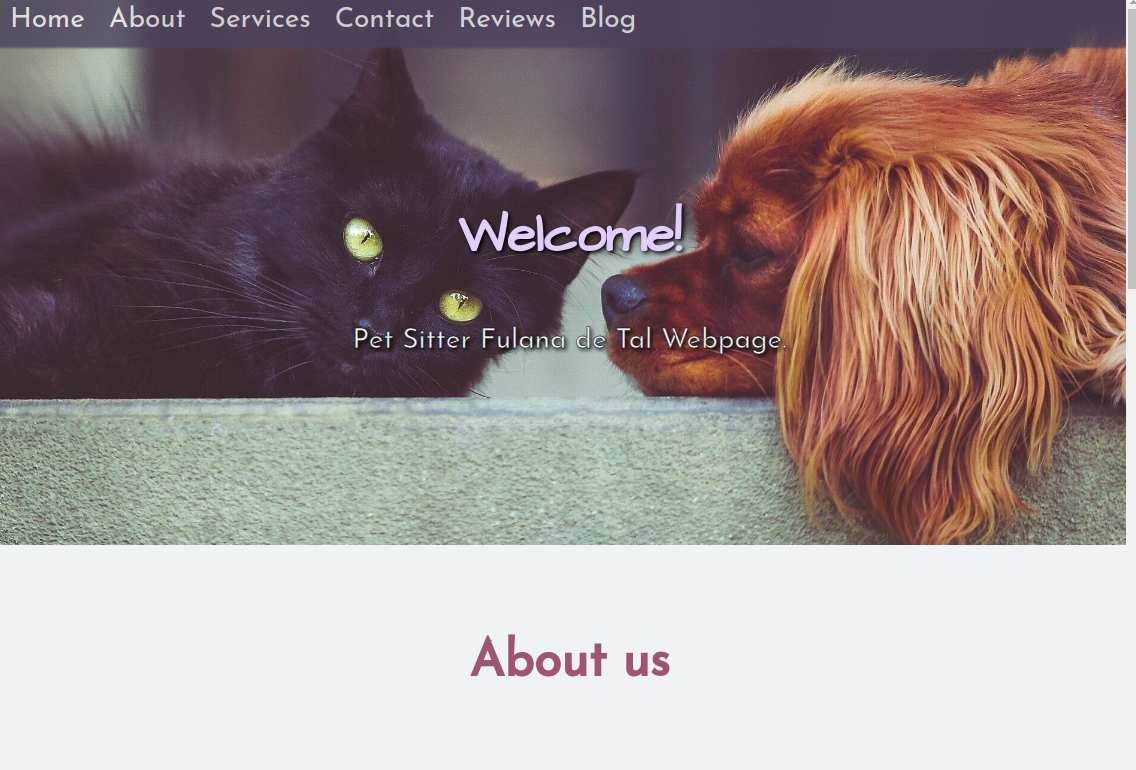 Home About Services Contact Reviews Blog
Welcome!
Pet Sitter Fulana de Tal Webpage.
About us